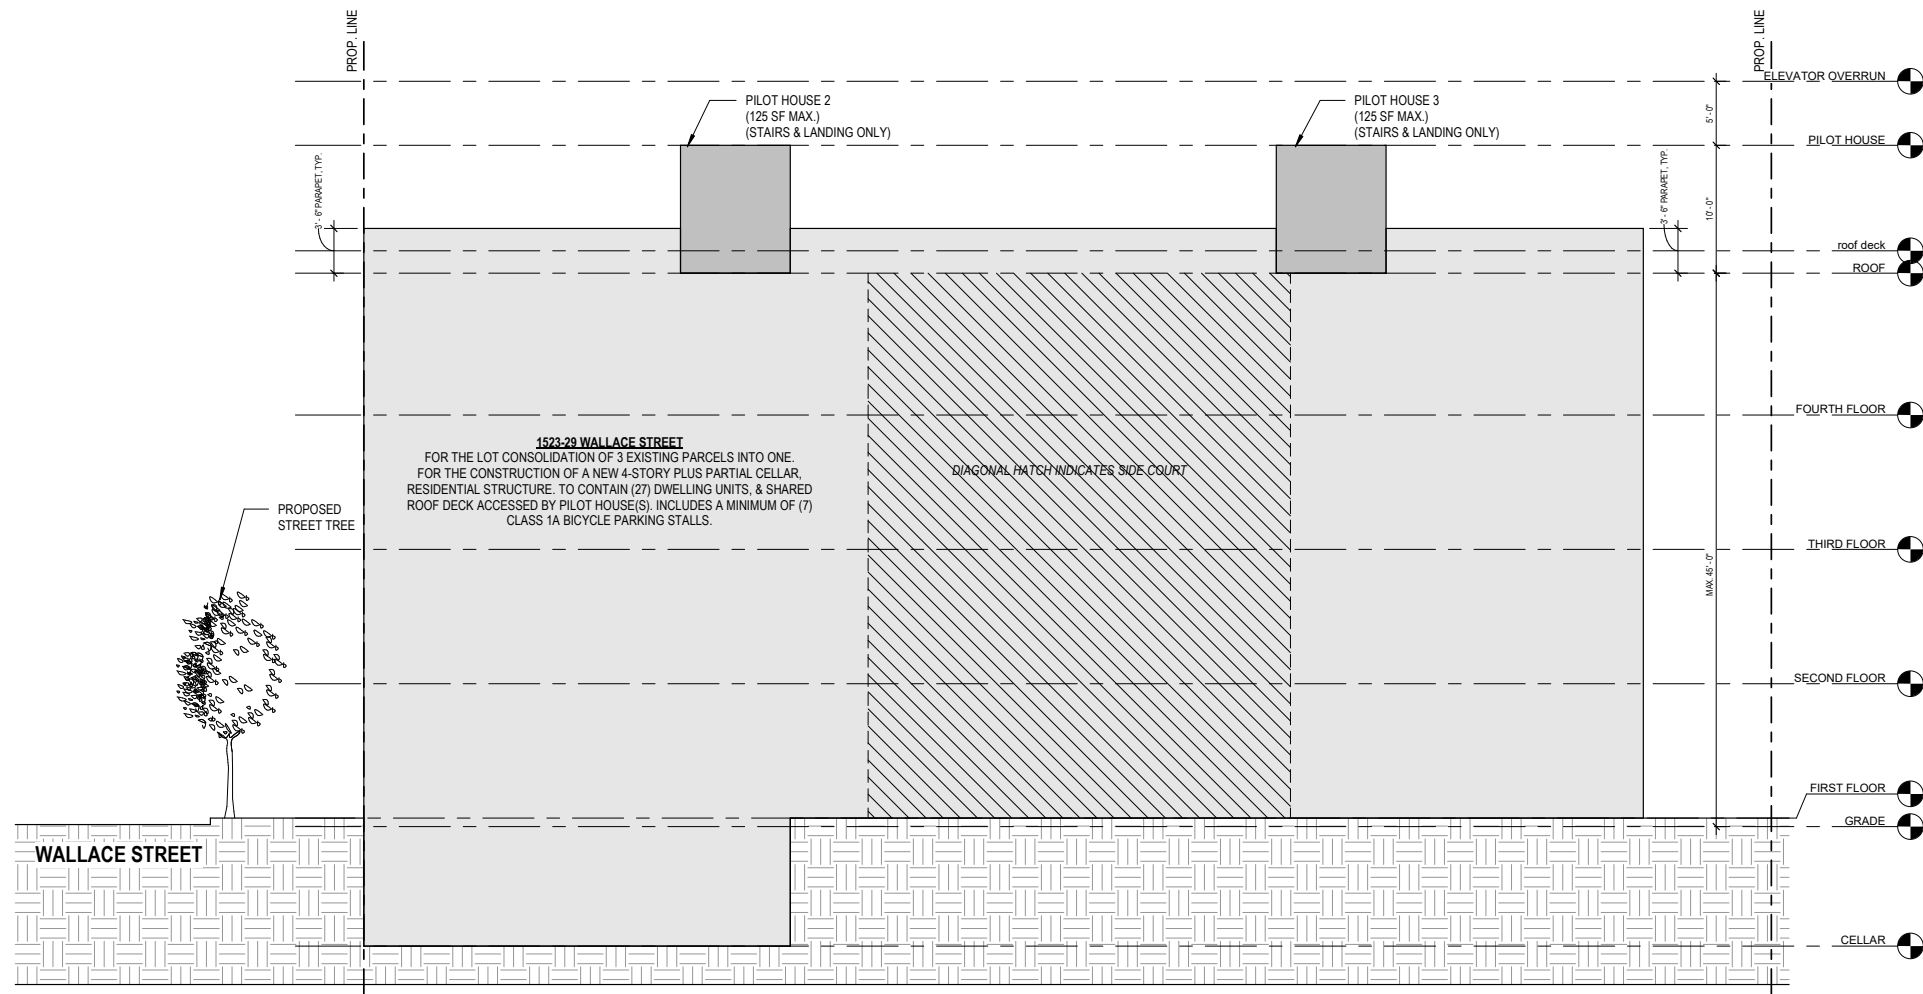 PROP. LINE
PROP. LINE
ELEVATOR OVERRUN
PILOT HOUSE 2
(125 SF MAX.)
(STAIRS & LANDING ONLY)
PILOT HOUSE 3
(125 SF MAX.)
(STAIRS & LANDING ONLY)
5' - 0"
PILOT HOUSE
3' - 6" PARAPET, TYP.
3' - 6" PARAPET, TYP.
10'-0"
roof deck
ROOF
FOURTH FLOOR
1523-29 WALLACE STREET
FOR THE LOT CONSOLIDATION OF 3 EXISTING PARCELS INTO ONE.
FOR THE CONSTRUCTION OF A NEW 4-STORY PLUS PARTIAL CELLAR,
RESIDENTIAL STRUCTURE. TO CONTAIN (27) DWELLING UNITS, & SHARED
ROOF DECK ACCESSED BY PILOT HOUSE(S). INCLUDES A MINIMUM OF (7)
CLASS 1A BICYCLE PARKING STALLS.
DIAGONAL HATCH INDICATES SIDE COURT
PROPOSED
STREET TREE
THIRD FLOOR
MAX. 45' - 0"
SECOND FLOOR
FIRST FLOOR
GRADE
WALLACE STREET
CELLAR